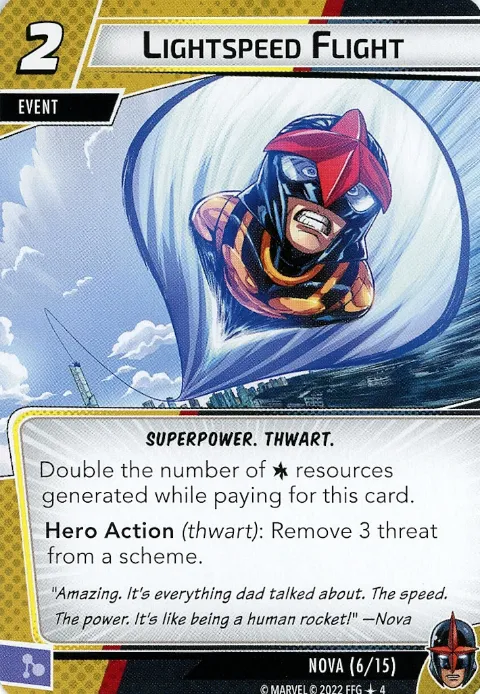 2
LIGHTSPEED FLIGHT
EVENT
SUPERPOWER. THWART.
Double the number of resources
generated while paying for this card.
Hero Action (thwart): Remove 3 threat
from a scheme.
"Amazing. It's everything dad talked about. The speed.
The power. It's like being a human rocket!" —Nova
NOVA (6/15)
© MARVEL © 2022 FFG 4